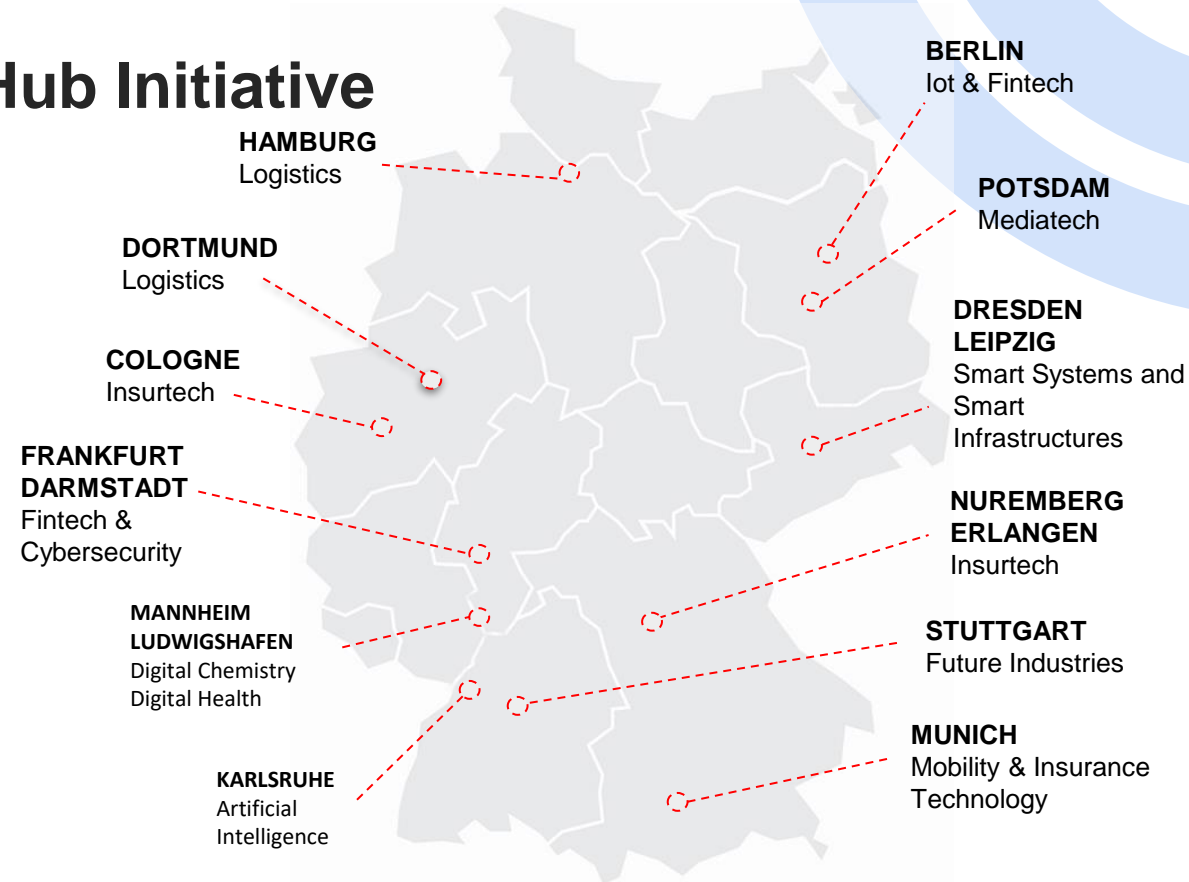 Hub Initiative
BERLIN
Iot & Fintech
HAMBURG
Logistics
POTSDAM
Mediatech
DORTMUND
Logistics
DRESDEN
LEIPZIG
Smart Systems and
Smart
Infrastructures
COLOGNE
Insurtech
FRANKFURT
DARMSTADT
Fintech &
Cybersecurity
NUREMBERG
ERLANGEN
Insurtech
MANNHEIM
LUDWIGSHAFEN
Digital Chemistry
Digital Health
STUTTGART
Future Industries
MUNICH
Mobility & Insurance
Technology
KARLSRUHE
Artificial
Intelligence